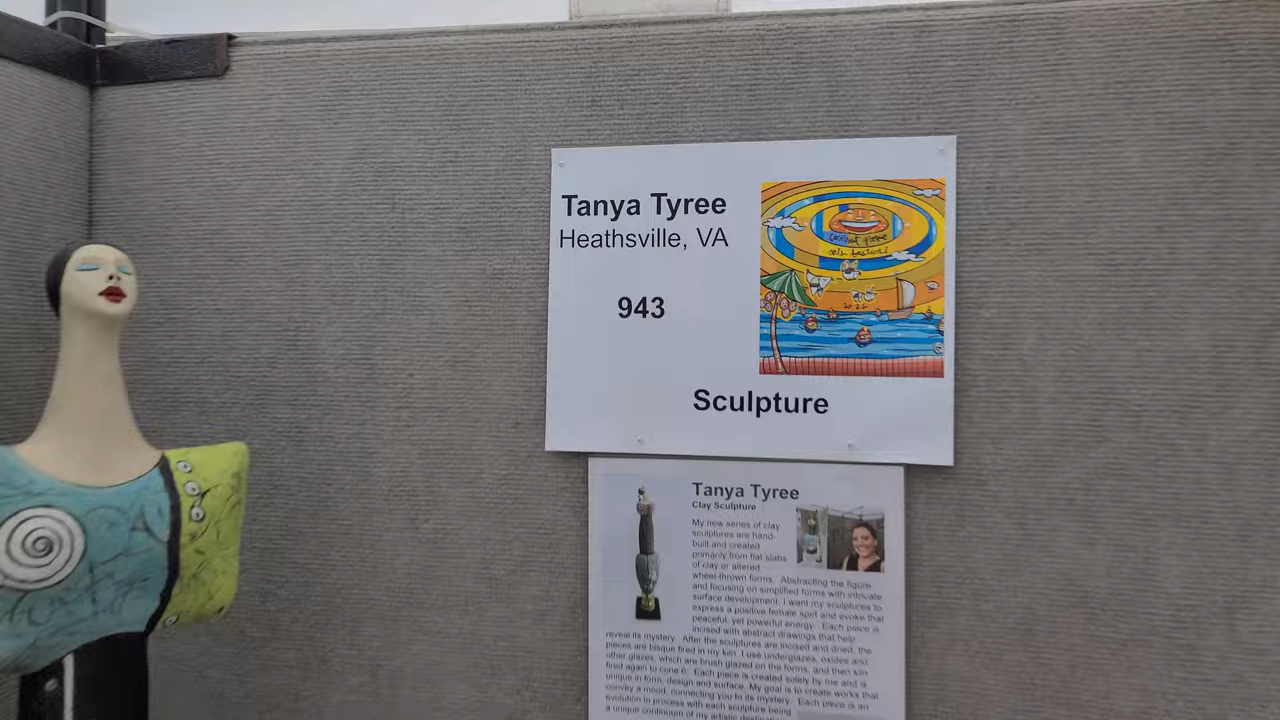 Tanya Tyree
Heathsville, VA
943
coconut grove
arts festival
2022
Sculpture
Tanya Tyree
Clay Sculpture
My new series of clay
sculptures are hand-
built and created
primarily from flat slabs
of clay or altered
wheel-thrown forms. Abstracting the figure
and focusing on simplified forms with intricate
surface development, I want my sculptures to
express a positive female spirt and evoke that
peaceful, yet powerful energy. Each piece is
incised with abstract drawings that help
reveal its mystery. After the sculptures are incised and dried, the
pieces are bisque fired in my kiln. I use underglazes, oxides and
other glazes, which are brush glazed on the forms, and then kiln
fired again to cone 6. Each piece is created solely by me and is
unique in form, design and surface. My goal is to create works that
convey a mood, connecting you to its mystery. Each piece is an
evolution in process with each sculpture being
a unique continuum of my artistic